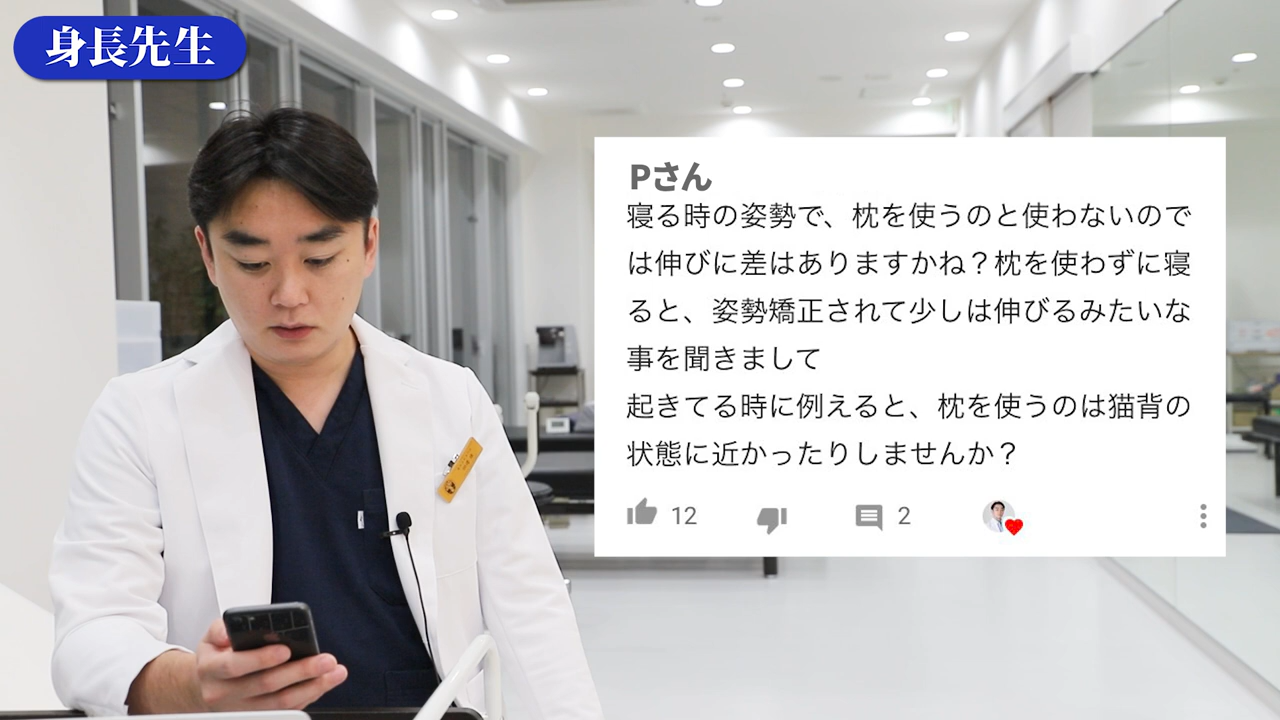 身長先生
Pさん
寝る時の姿勢で、枕を使うのと使わないので
は伸びに差はありますかね？枕を使わずに寝
ると、姿勢矯正されて少しは伸びるみたいな
事を聞きまして
起きてる時に例えると、枕を使うのは猫背の
状態に近かったりしませんか？
12
2